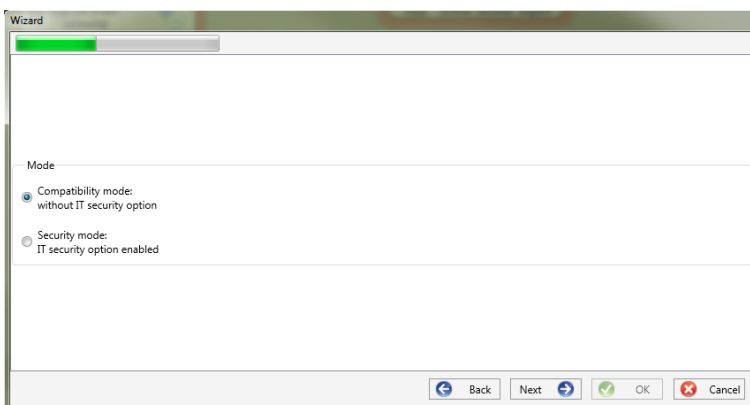 Wizard
Mode
Compatibility mode:
without IT security option
Security mode:
IT security option enabled
Back
Next
OK
Cancel